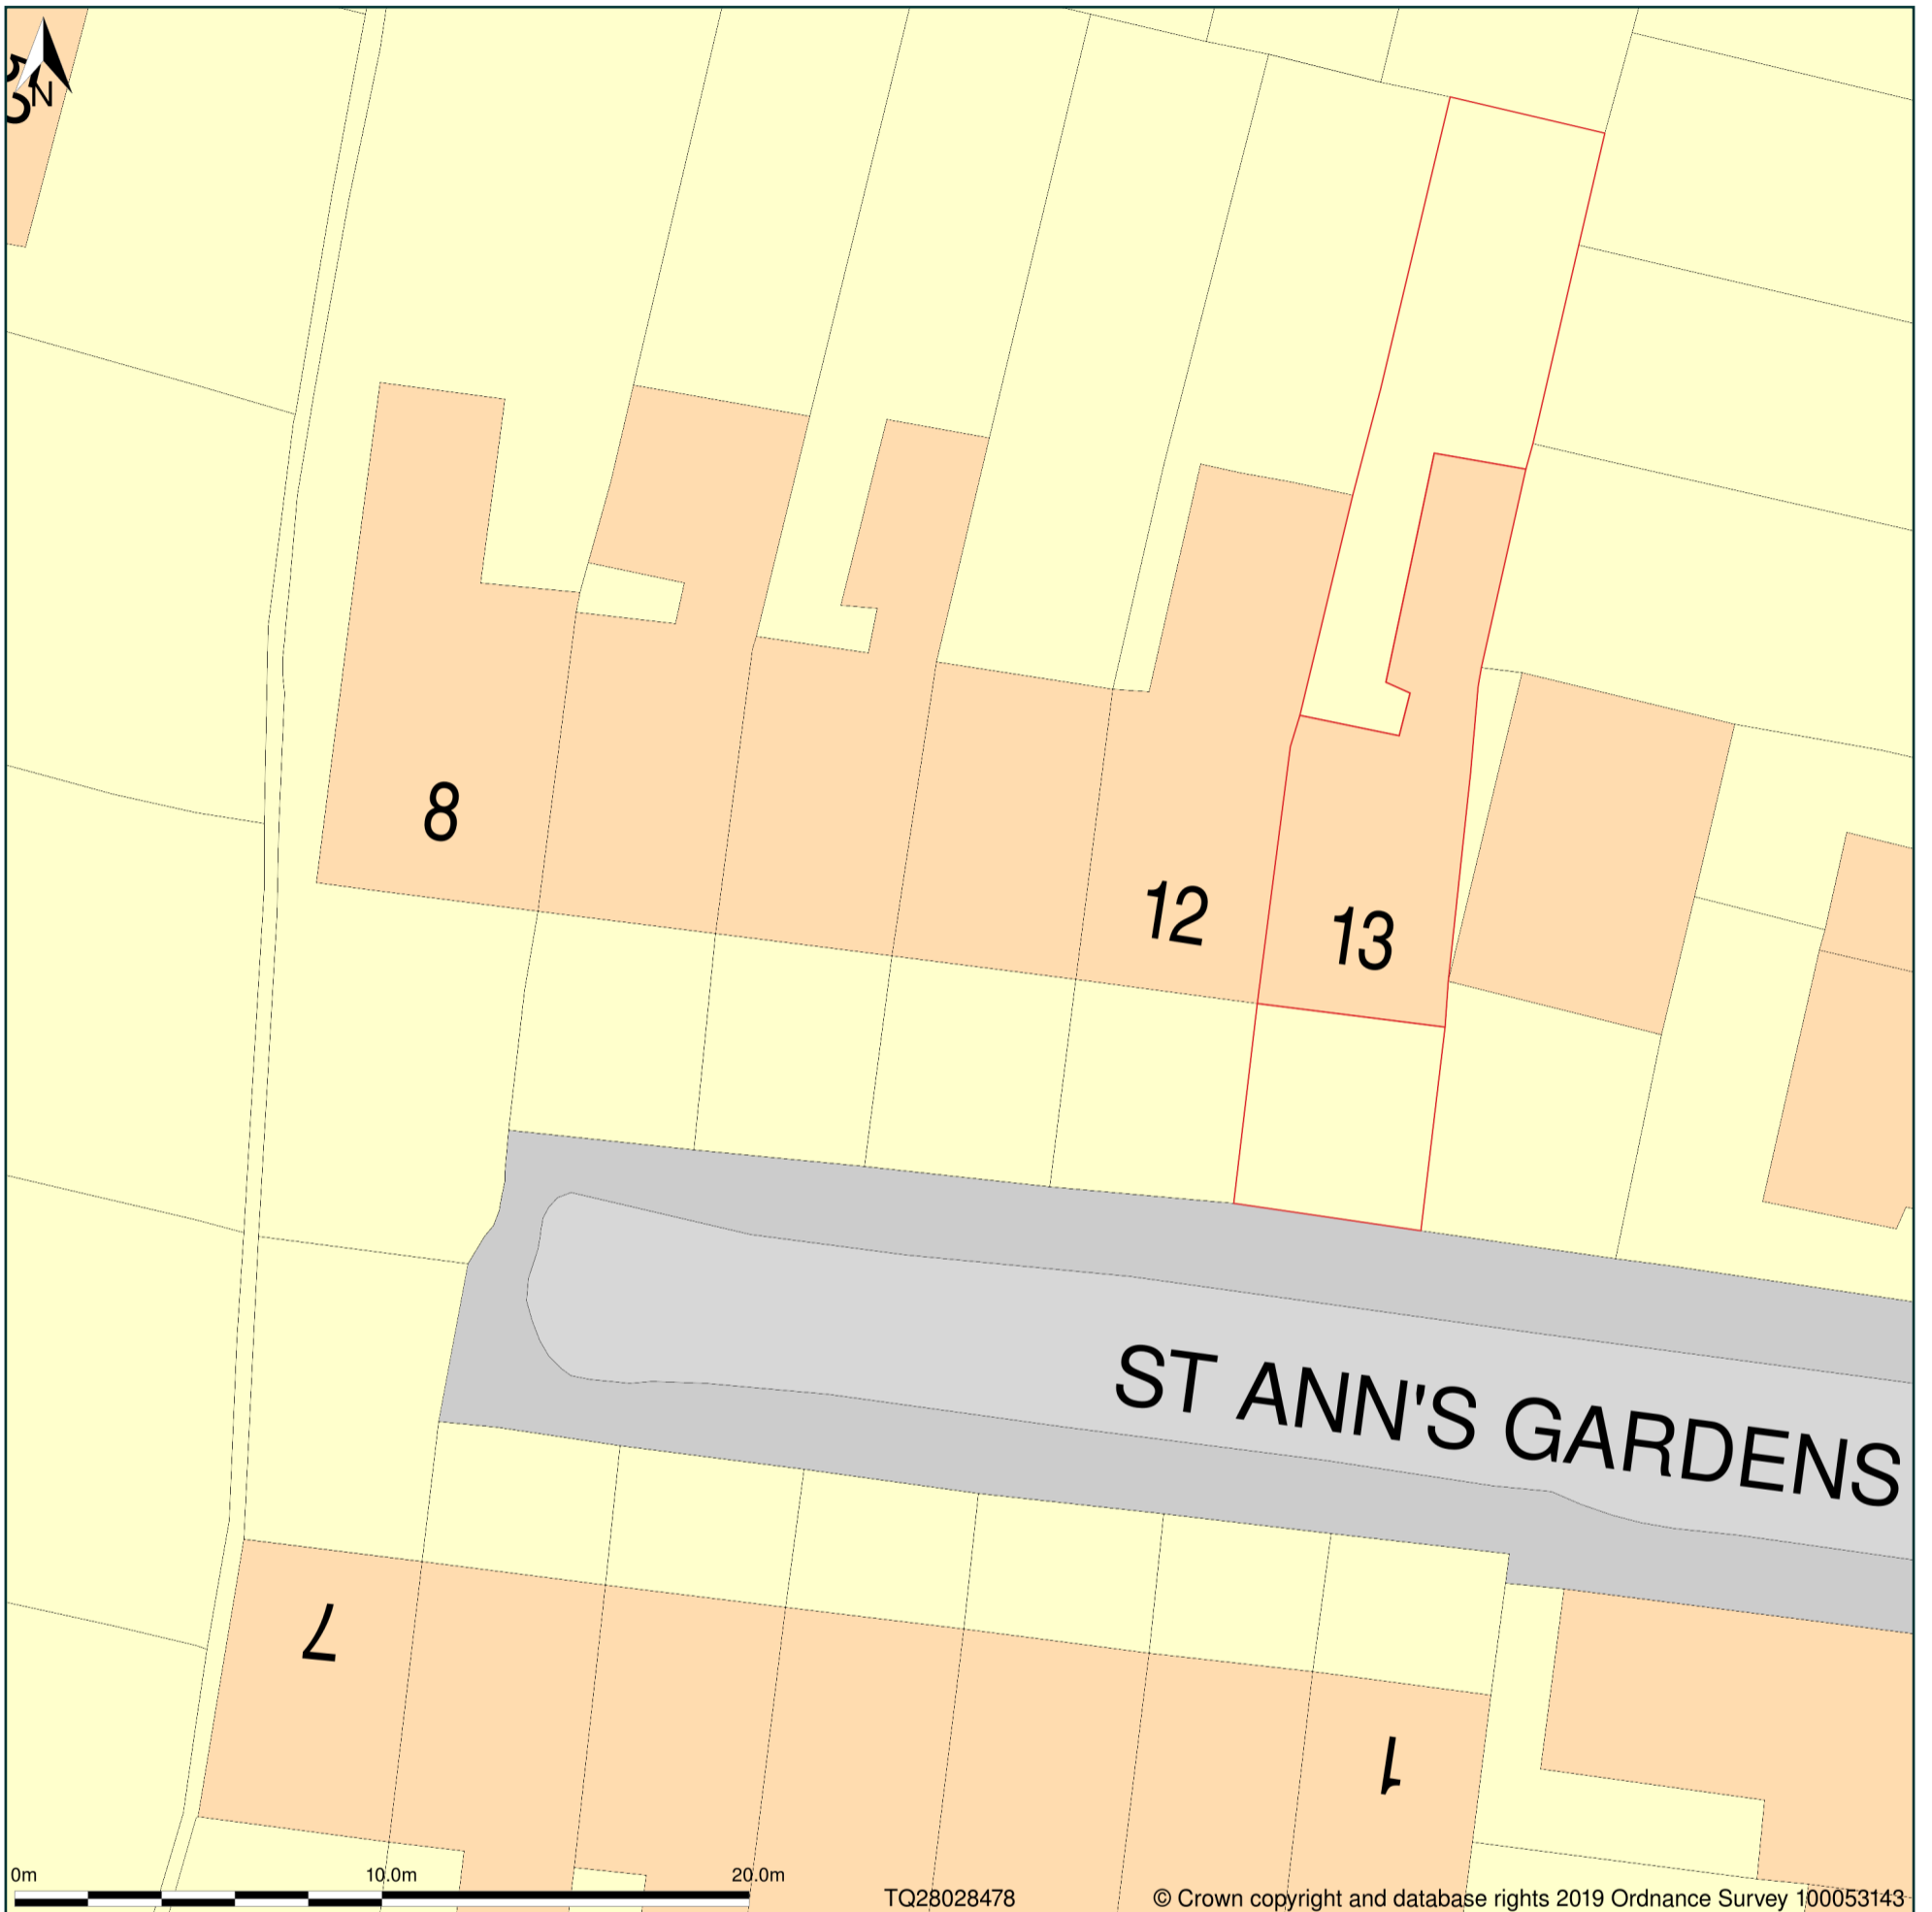 N
8
12
13
ST ANN'S GARDENS
7
1
0m 10.0m 20.0m
TQ28028478 © Crown copyright and database rights 2019 Ordnance Survey 100053143